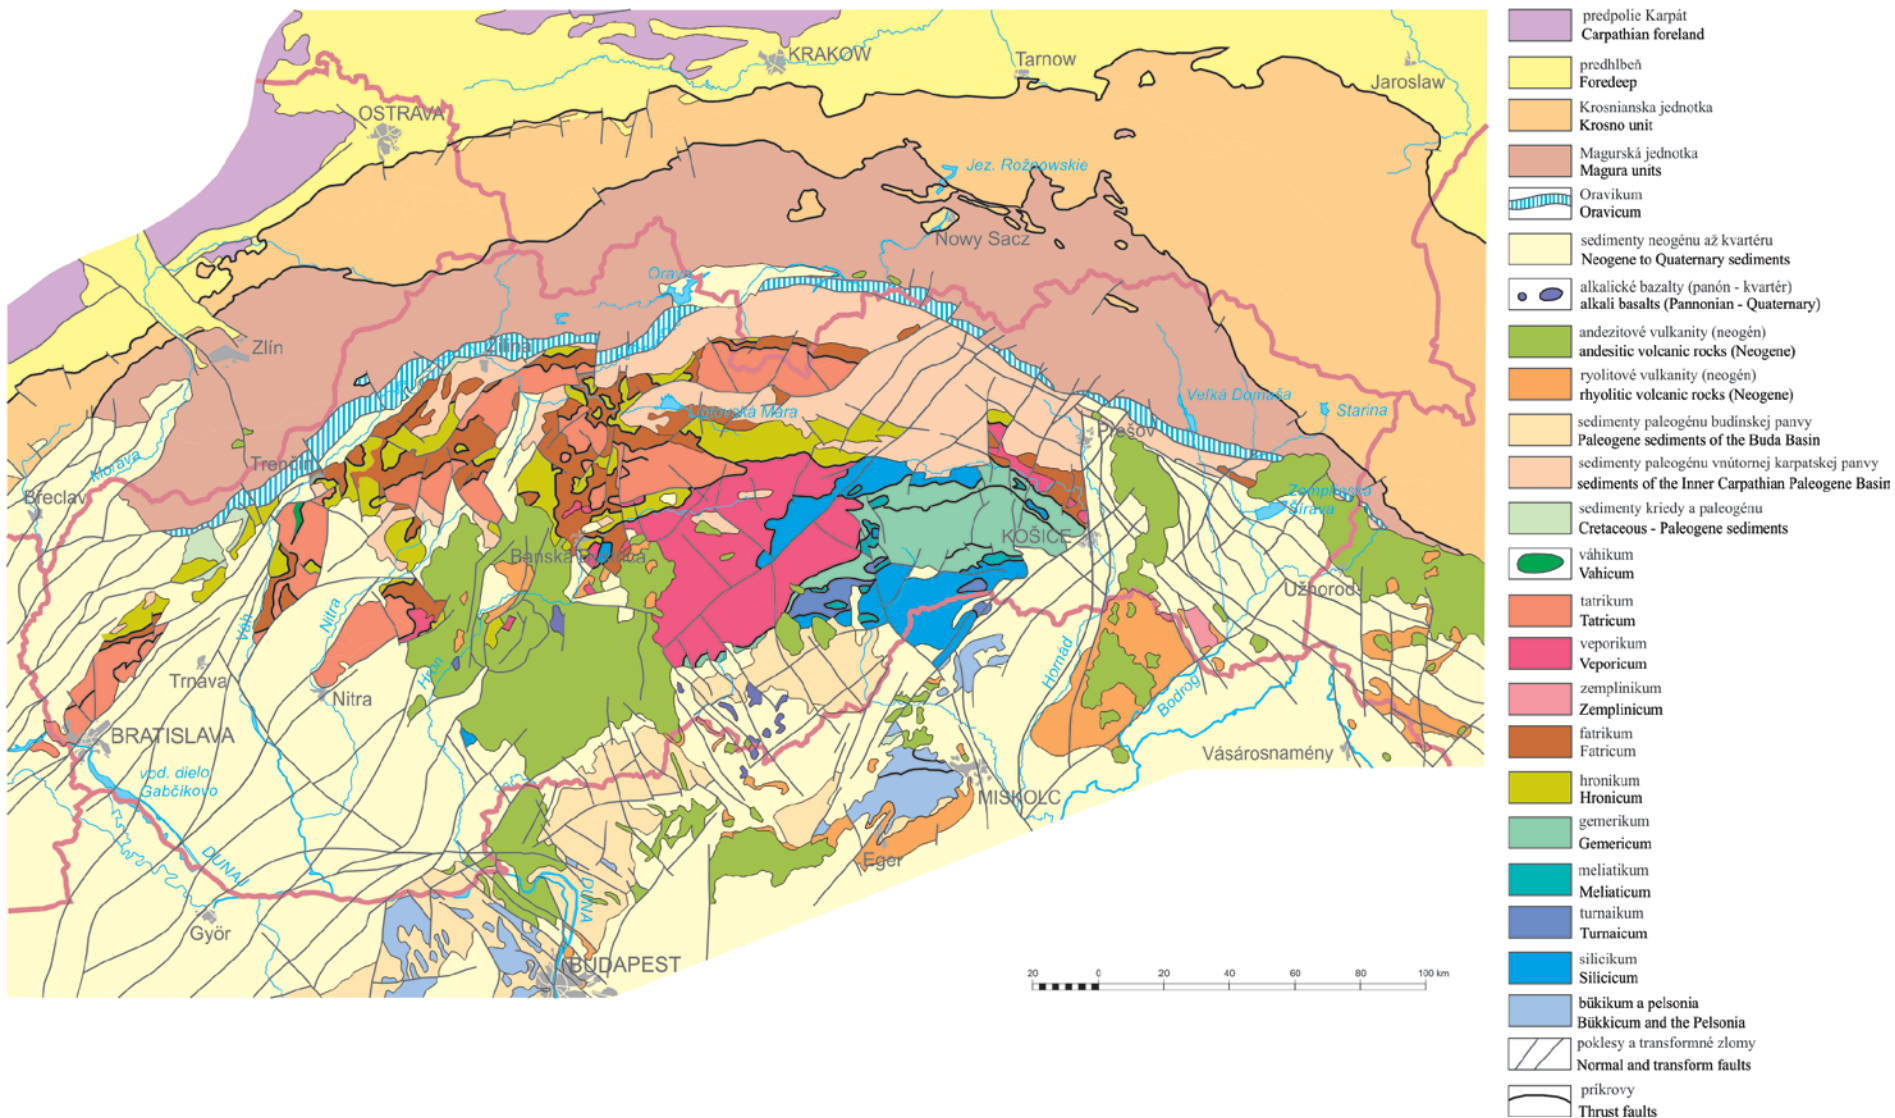 KRAKOW
Tarnow
Jaroslaw
OSTRAVA
jez. Rożnowskie
Nowy Sacz
Orava
Zlín
Žilina
Liptovská Mara
Veľká Domaša
Starina
Prešov
Morava
Trenčín
Břeclav
Zemplínska
Šírava
KOŠICE
Banská Bystrica
Užhorod
Váh
Nitra
Hron
Hornád
Bodrog
Trnava
Nitra
BRATISLAVA
Vásárosnamény
vod. dielo
Gabčíkovo
MISKOLC
DUNAJ
Eger
DUNA
Györ
BUDAPEST
20 0 20 40 60 80 100 km
predpolie Karpát
Carpathian foreland
predhlbeň
Foredeep
Krosnianska jednotka
Krosno unit
Magurská jednotka
Magura units
Oravikum
Oravicum
sedimenty neogénu až kvartéru
Neogene to Quaternary sediments
alkalické bazalty (panón - kvartér)
alkali basalts (Pannonian - Quaternary)
andezitové vulkanity (neogén)
andesitic volcanic rocks (Neogene)
ryolitové vulkanity (neogén)
rhyolitic volcanic rocks (Neogene)
sedimenty paleogénu budínskej panvy
Paleogene sediments of the Buda Basin
sedimenty paleogénu vnútornej karpatskej panvy
sediments of the Inner Carpathian Paleogene Basin
sedimenty kriedy a paleogénu
Cretaceous - Paleogene sediments
váhikum
Vahicum
tatrikum
Tatricum
veporikum
Veporicum
zemplinikum
Zemplinicum
fatrikum
Fatricum
hronikum
Hronicum
gemerikum
Gemericum
meliatikum
Meliaticum
turnaikum
Turnaicum
silicikum
Silicicum
bükikum a pelsonia
Bükkicum and the Pelsonia
poklesy a transformné zlomy
Normal and transform faults
príkrovy
Thrust faults